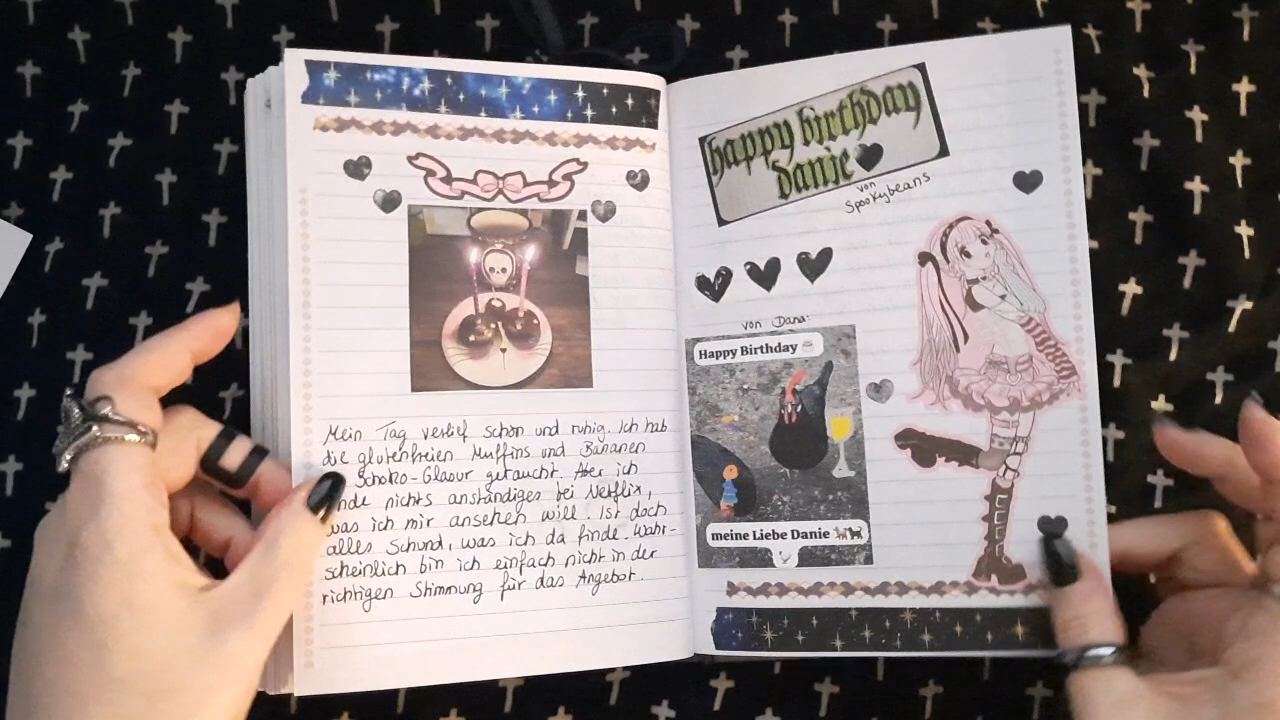 Mein Tag verlief schön und ruhig. Ich hab
die glutenfreien Muffins und Bananen
Schoko-Glasur getaucht. Aber ich
nde nichts anständiges bei Netflix,
was ich mir ansehen will. Ist doch
alles Schund, was ich da finde. Wahr-
scheinlich bin ich einfach nicht in der
richtigen Stimmung für das Angebot.
happy birthday
danie
von
Spookybeans
von Dana:
Happy Birthday
meine Liebe Danie